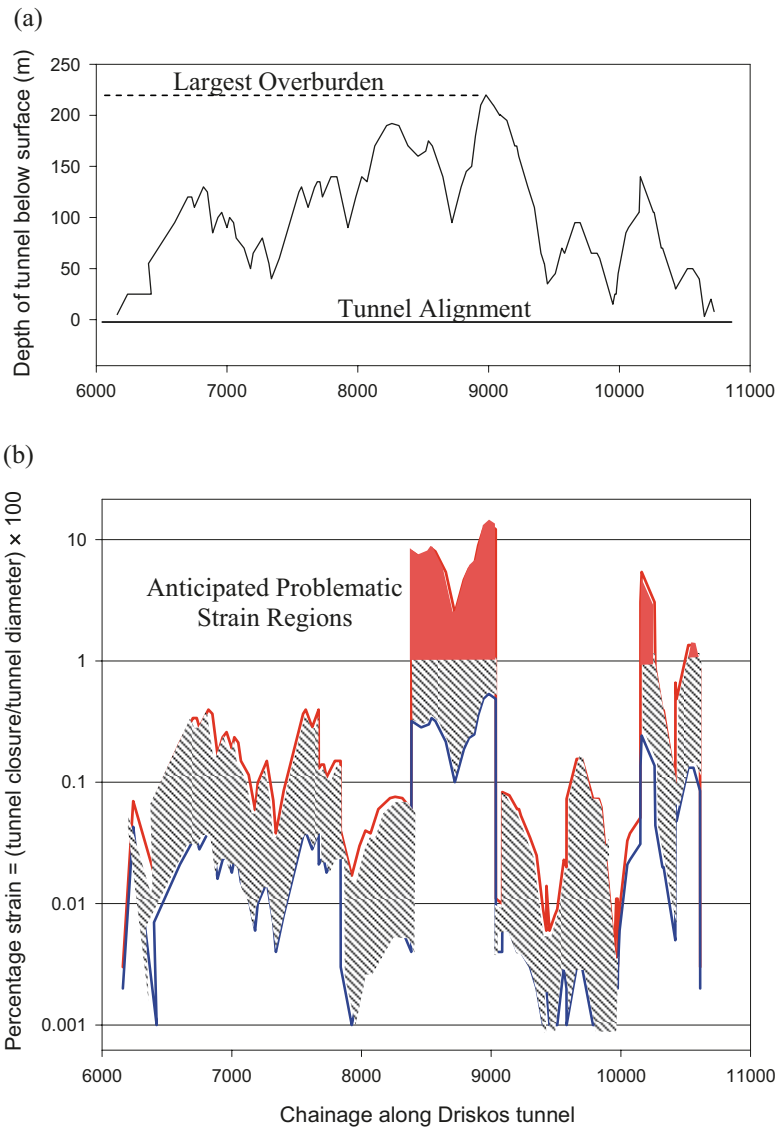 (a)
Depth of tunnel below surface (m)
250
200
150
100
50
0
Largest Overburden
Tunnel Alignment
6000 7000 8000 9000 10000 11000
(b)
Percentage strain = (tunnel closure/tunnel diameter) × 100
10
1
0.1
0.01
0.001
Anticipated Problematic
Strain Regions
6000 7000 8000 9000 10000 11000
Chainage along Driskos tunnel